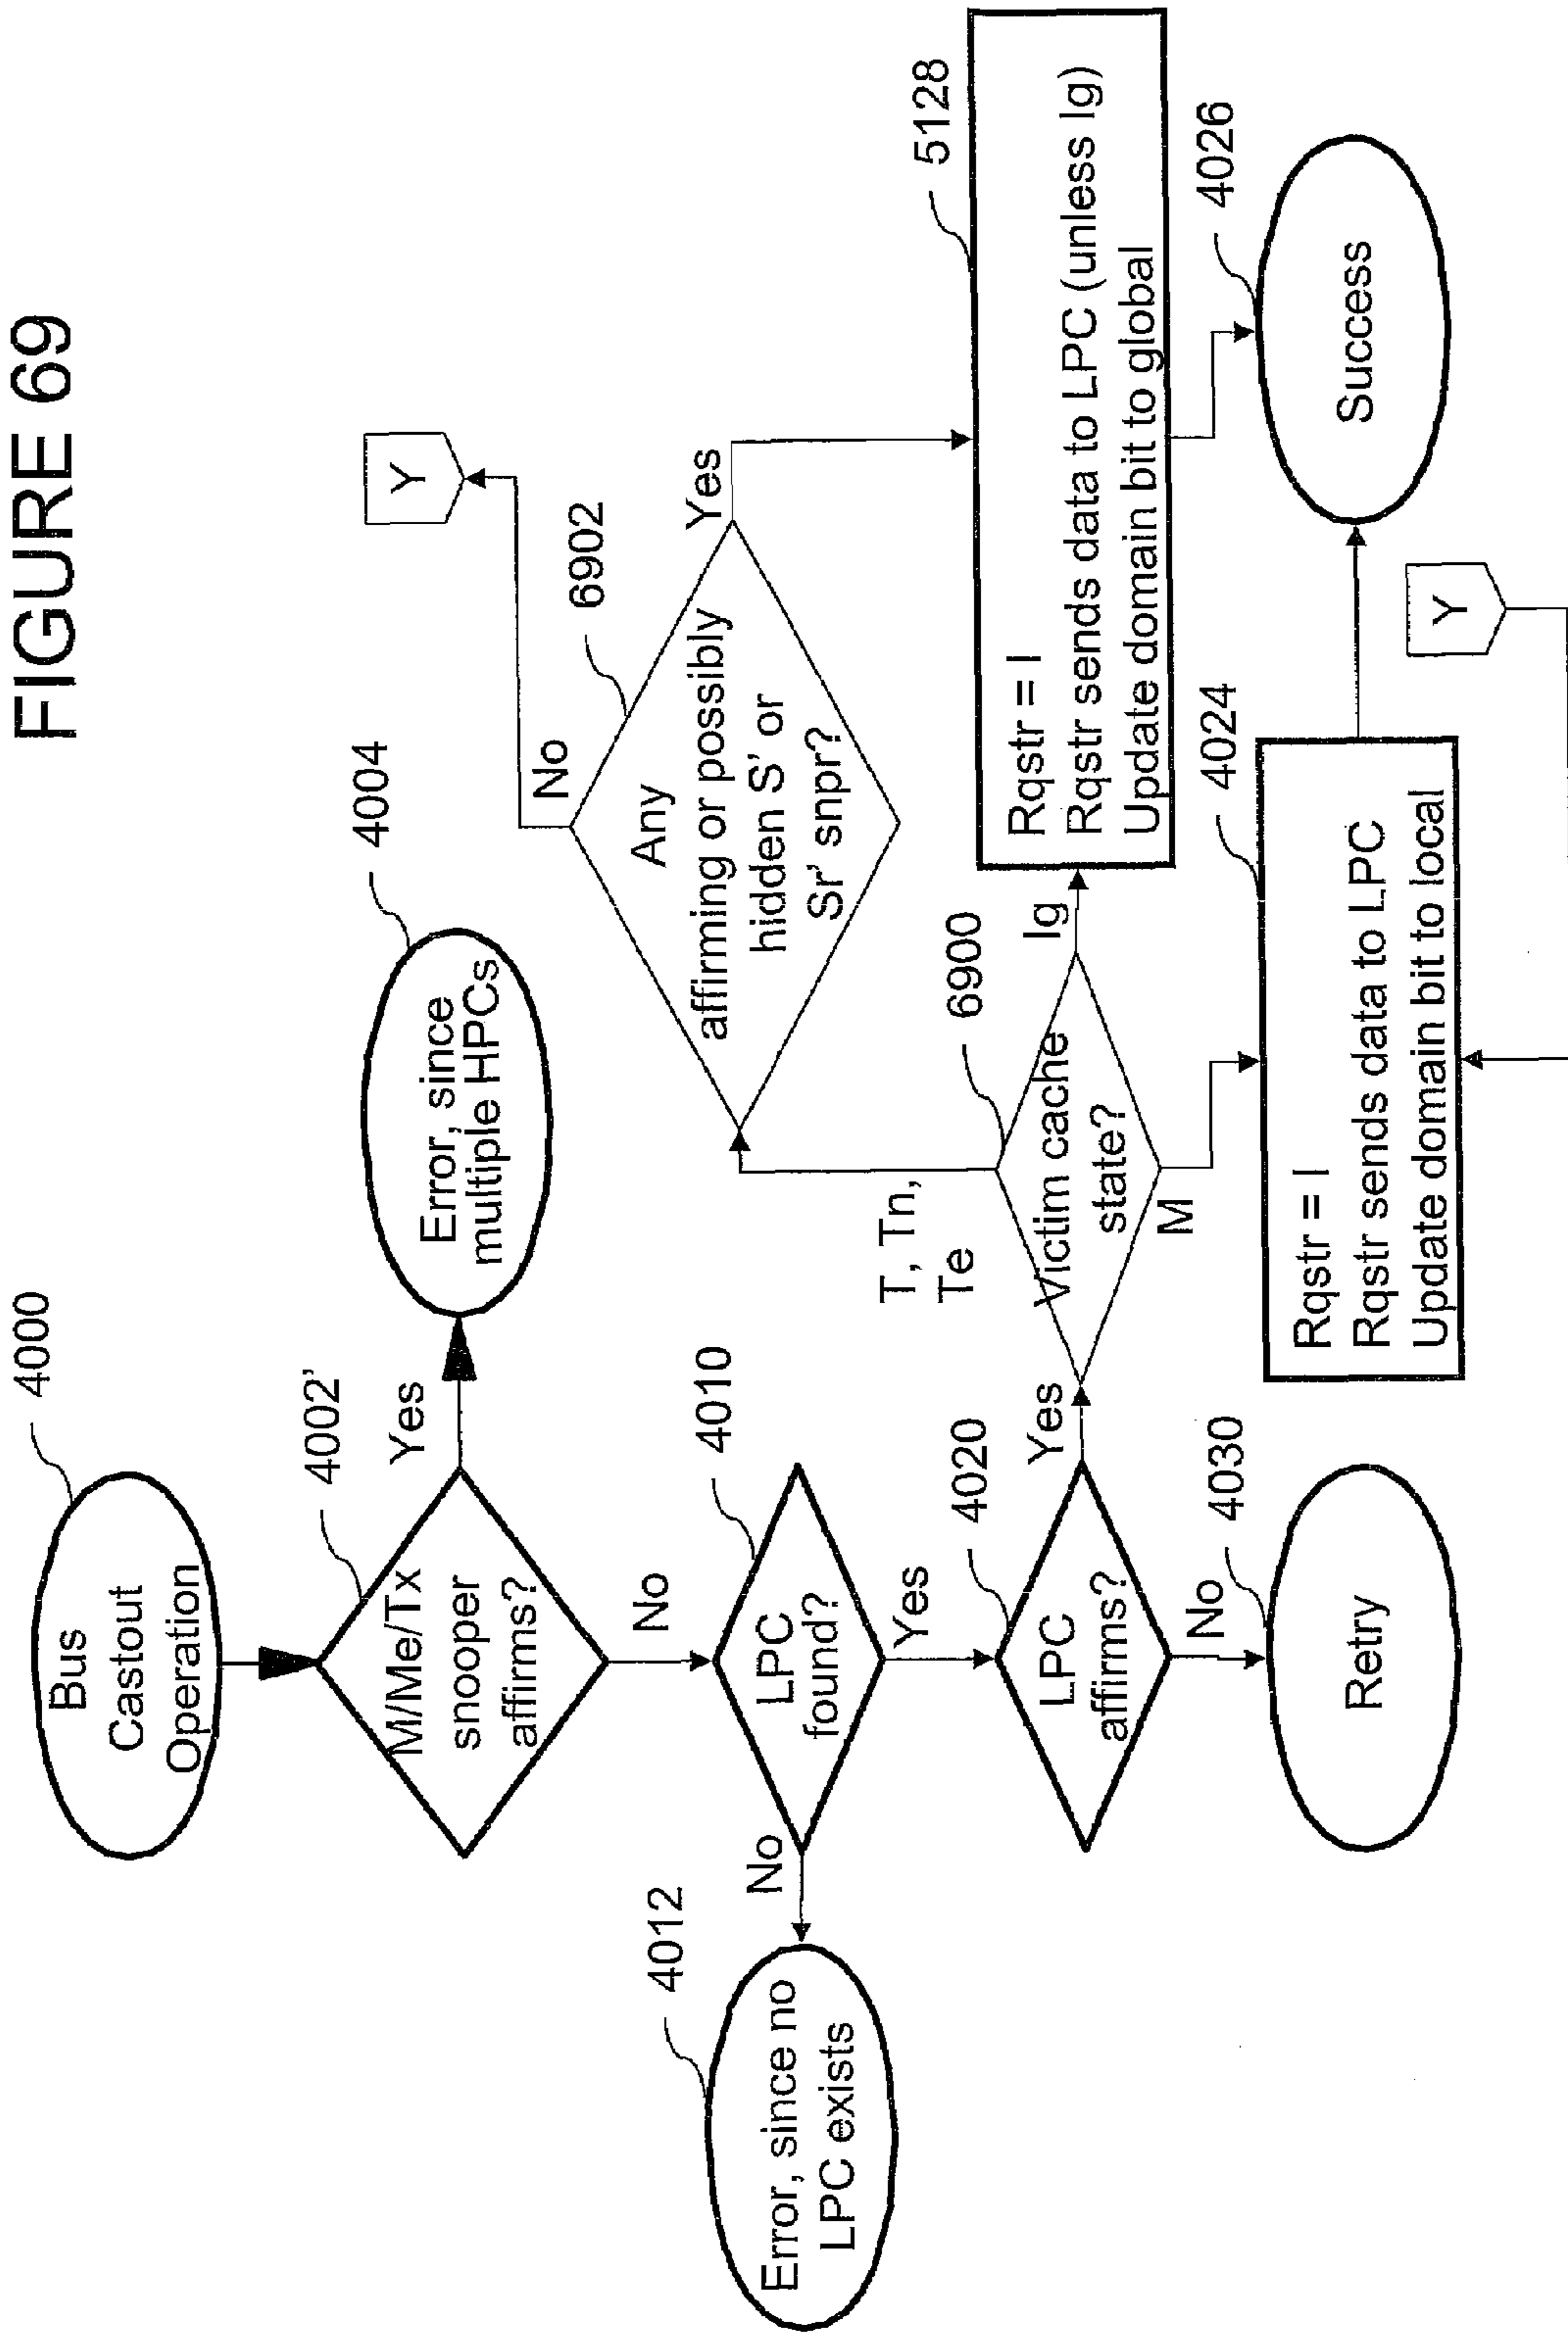 FIGURE 69
4000
Bus
Castout
Operation
4002'
M/Me/Tx
snooper
affirms?
Yes
4004
Error, since
multiple HPCs
No
4010
LPC
found?
No
4012
Error, since no
LPC exists
Yes
4020
LPC
affirms?
No
4030
Retry
Yes
6900
Victim cache
state?
T, Tn,
Te
Ig
M
6902
Any
affirming or possibly
hidden S' or
Sr' snpr?
No
Y
Yes
5128
Rqstr = I
Rqstr sends data to LPC (unless Ig)
Update domain bit to global
4024
Rqstr = I
Rqstr sends data to LPC
Update domain bit to local
Y
4026
Success